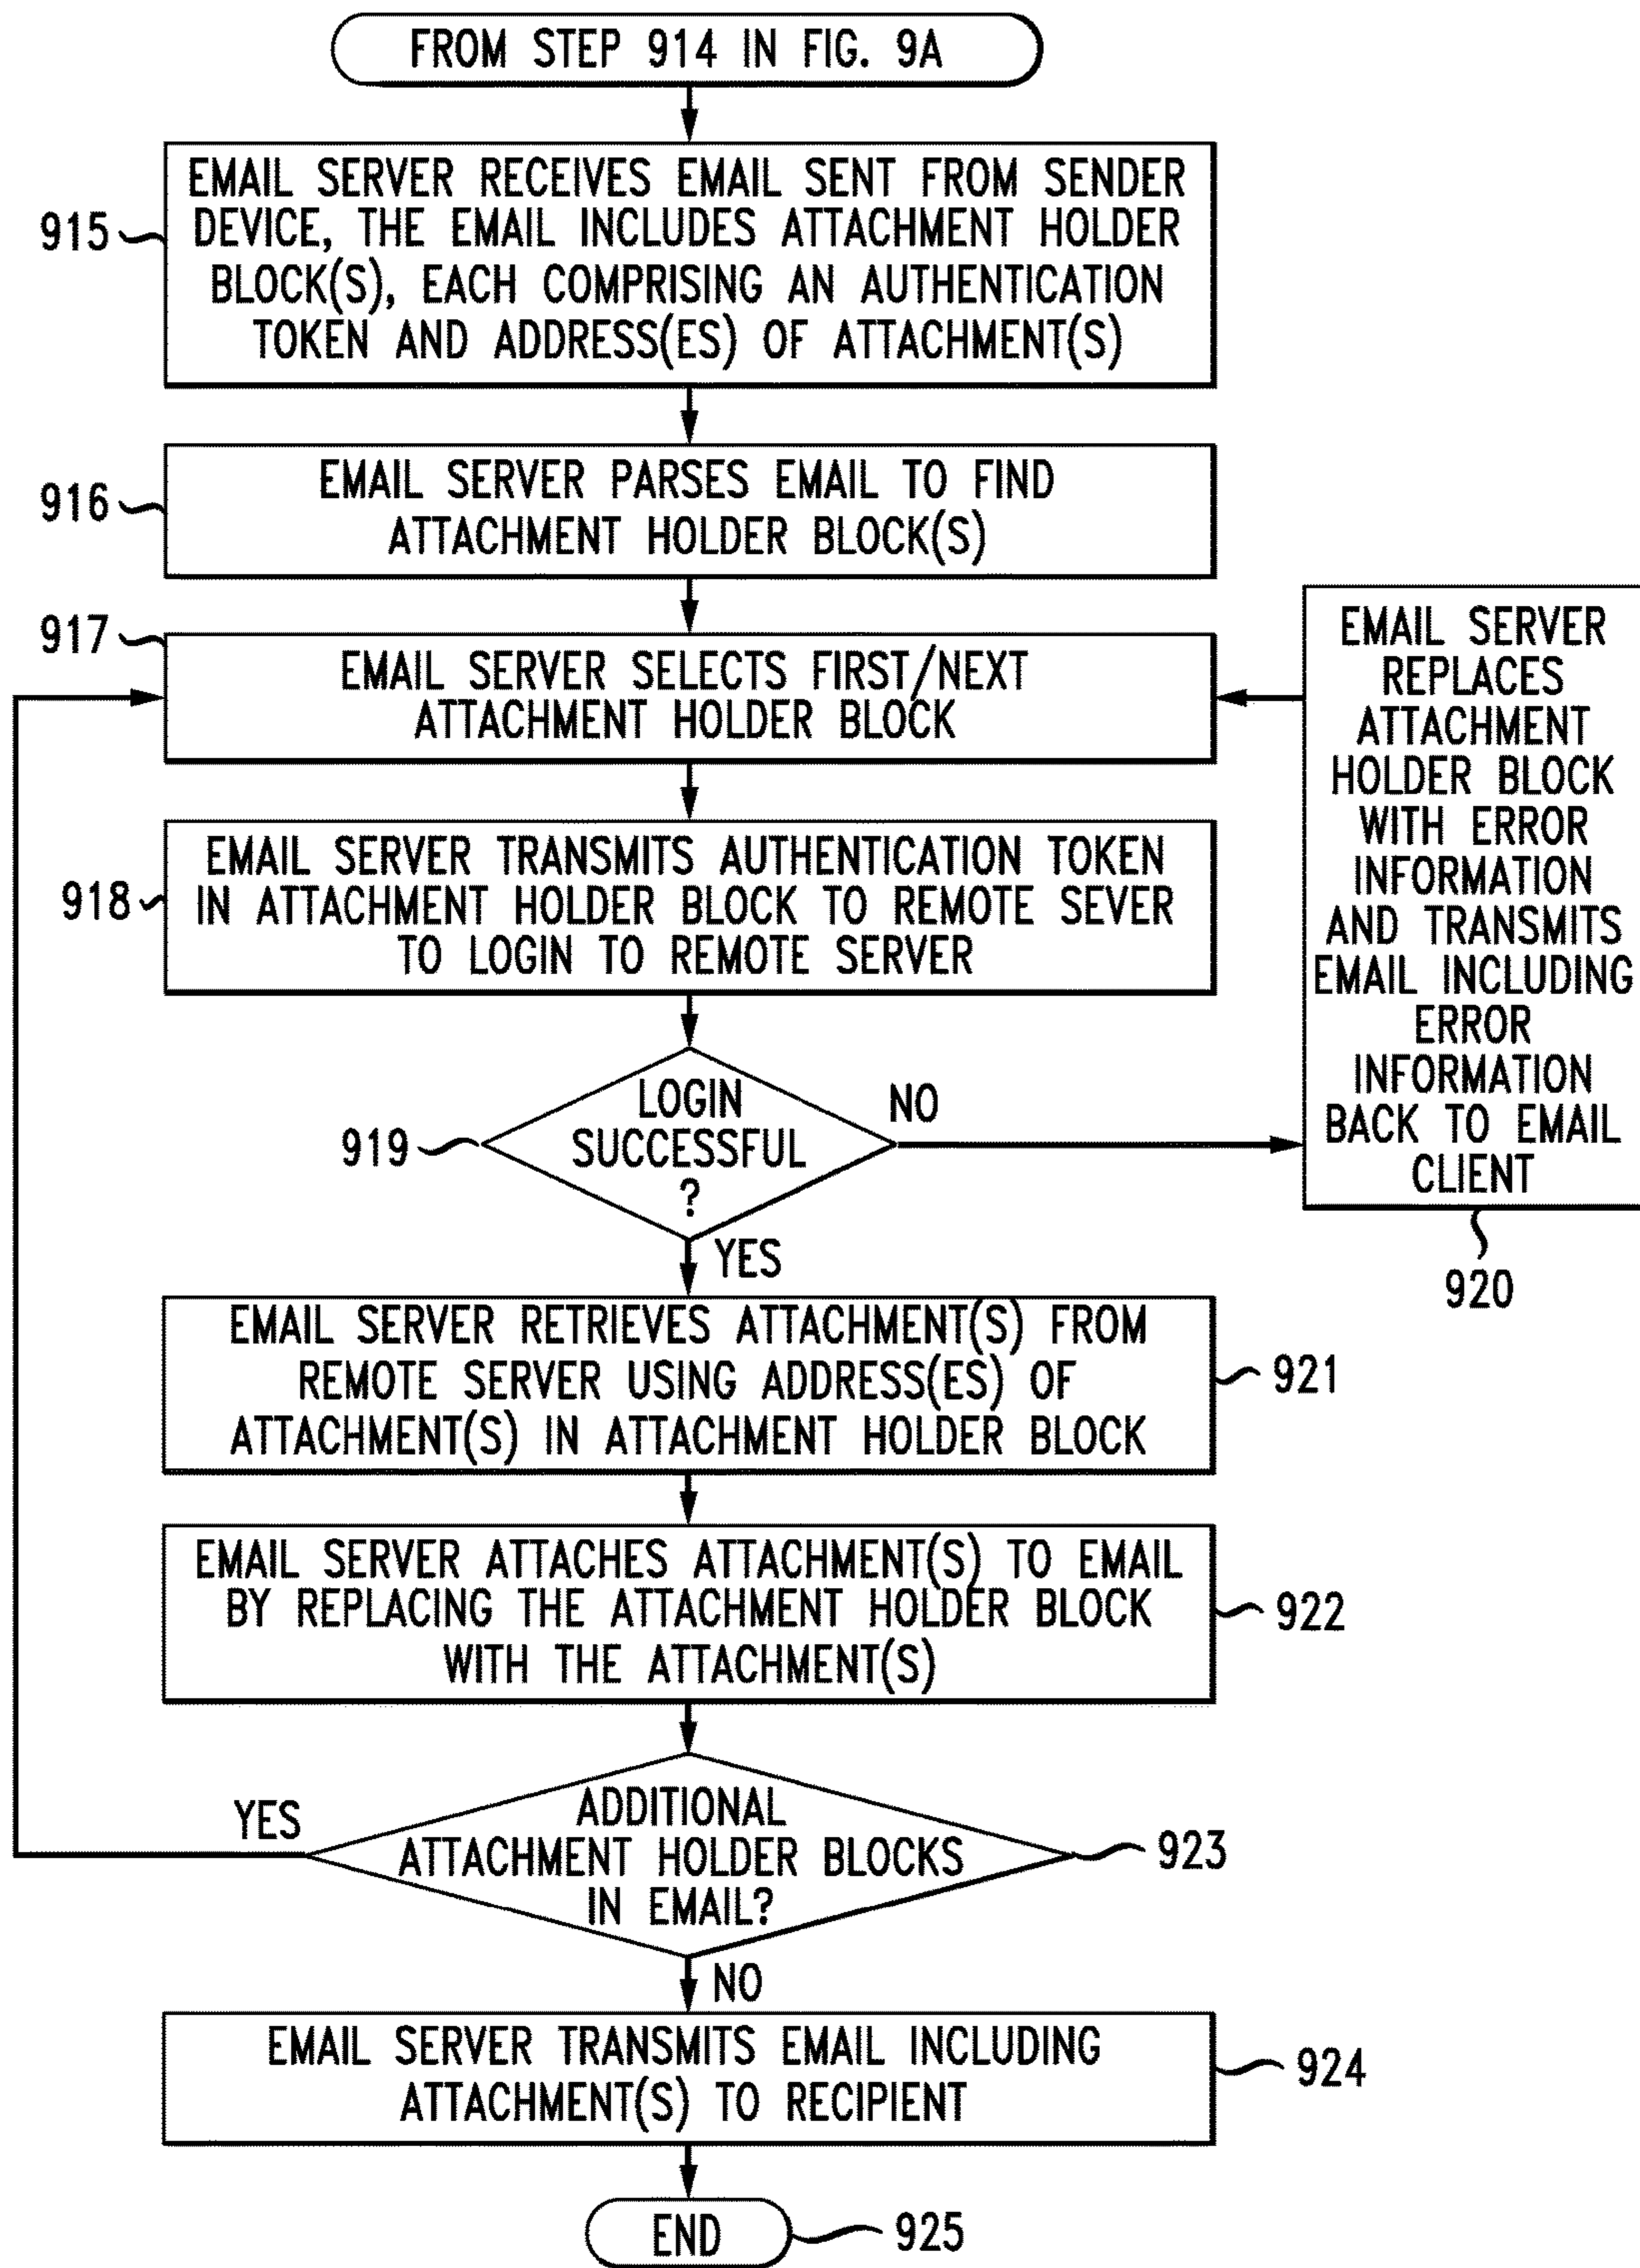 FROM STEP 914 IN FIG. 9A
915
EMAIL SERVER RECEIVES EMAIL SENT FROM SENDER
DEVICE, THE EMAIL INCLUDES ATTACHMENT HOLDER
BLOCK(S), EACH COMPRISING AN AUTHENTICATION
TOKEN AND ADDRESS(ES) OF ATTACHMENT(S)
916
EMAIL SERVER PARSES EMAIL TO FIND
ATTACHMENT HOLDER BLOCK(S)
917
EMAIL SERVER SELECTS FIRST/NEXT
ATTACHMENT HOLDER BLOCK
918
EMAIL SERVER TRANSMITS AUTHENTICATION TOKEN
IN ATTACHMENT HOLDER BLOCK TO REMOTE SEVER
TO LOGIN TO REMOTE SERVER
919
LOGIN
SUCCESSFUL
?
NO
YES
EMAIL SERVER
REPLACES
ATTACHMENT
HOLDER BLOCK
WITH ERROR
INFORMATION
AND TRANSMITS
EMAIL INCLUDING
ERROR
INFORMATION
BACK TO EMAIL
CLIENT
920
EMAIL SERVER RETRIEVES ATTACHMENT(S) FROM
REMOTE SERVER USING ADDRESS(ES) OF
ATTACHMENT(S) IN ATTACHMENT HOLDER BLOCK
921
EMAIL SERVER ATTACHES ATTACHMENT(S) TO EMAIL
BY REPLACING THE ATTACHMENT HOLDER BLOCK
WITH THE ATTACHMENT(S)
922
YES
ADDITIONAL
ATTACHMENT HOLDER BLOCKS
IN EMAIL?
923
NO
EMAIL SERVER TRANSMITS EMAIL INCLUDING
ATTACHMENT(S) TO RECIPIENT
924
END
925